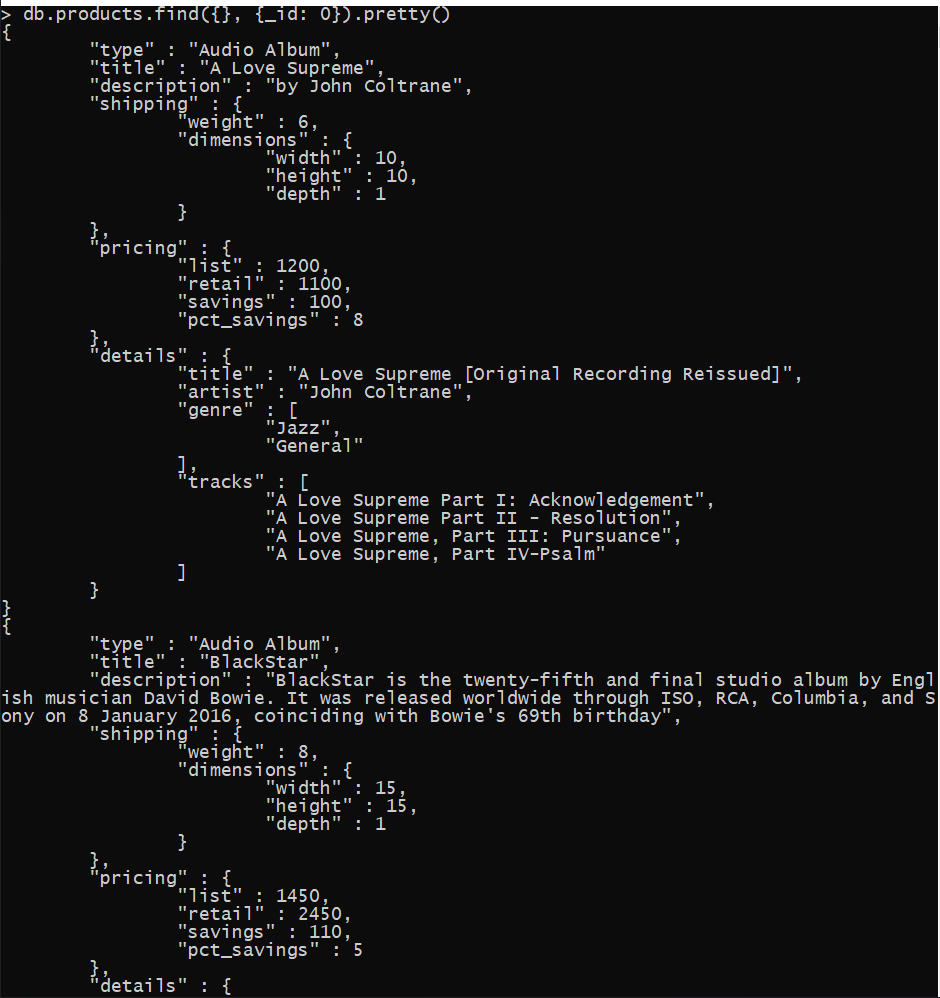 > db.products.find({}, {_id: 0}).pretty()
{
        "type" : "Audio Album",
        "title" : "A Love Supreme",
        "description" : "by John Coltrane",
        "shipping" : {
                "weight" : 6,
                "dimensions" : {
                        "width" : 10,
                        "height" : 10,
                        "depth" : 1
                }
        },
        "pricing" : {
                "list" : 1200,
                "retail" : 1100,
                "savings" : 100,
                "pct_savings" : 8
        },
        "details" : {
                "title" : "A Love Supreme [Original Recording Reissued]",
                "artist" : "John Coltrane",
                "genre" : [
                        "Jazz",
                        "General"
                ],
                "tracks" : [
                        "A Love Supreme Part I: Acknowledgement",
                        "A Love Supreme Part II - Resolution",
                        "A Love Supreme, Part III: Pursuance",
                        "A Love Supreme, Part IV-Psalm"
                ]
        }
}
{
        "type" : "Audio Album",
        "title" : "BlackStar",
        "description" : "BlackStar is the twenty-fifth and final studio album by Engl
ish musician David Bowie. It was released worldwide through ISO, RCA, Columbia, and S
ony on 8 January 2016, coinciding with Bowie's 69th birthday",
        "shipping" : {
                "weight" : 8,
                "dimensions" : {
                        "width" : 15,
                        "height" : 15,
                        "depth" : 1
                }
        },
        "pricing" : {
                "list" : 1450,
                "retail" : 2450,
                "savings" : 110,
                "pct_savings" : 5
        },
        "details" : {